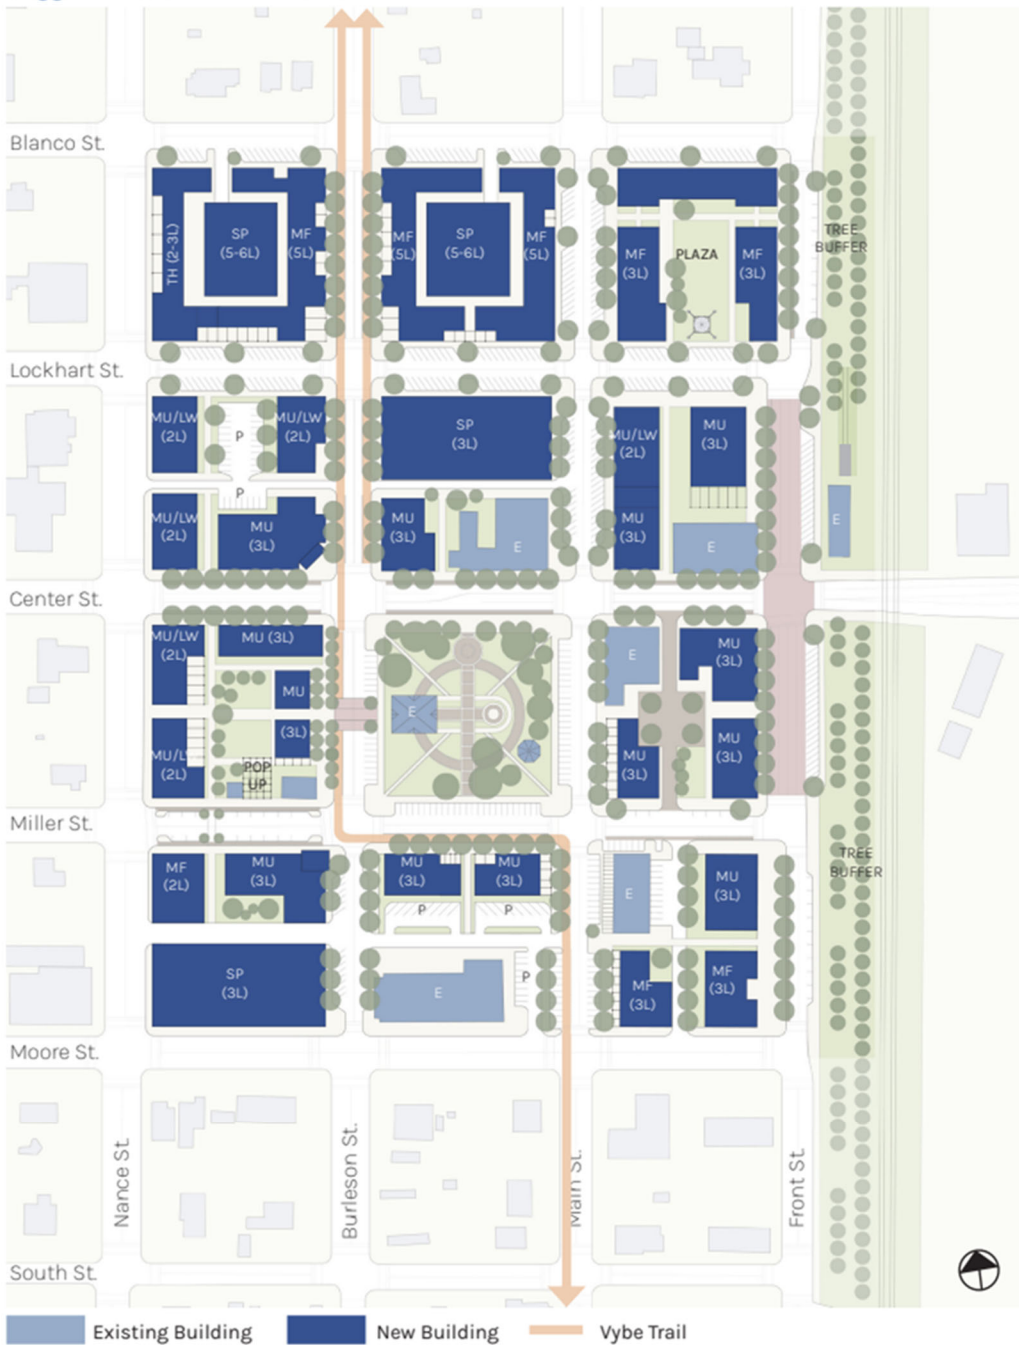 Blanco St.
TH (2-3L)
SP
(5-6L)
MF
(5L)
MF
(5L)
SP
(5-6L)
MF
(5L)
MF
(3L)
PLAZA
MF
(3L)
TREE
BUFFER
Lockhart St.
MU/LW
(2L)
P
MU/LW
(2L)
SP
(3L)
MU/LW
(2L)
MU
(3L)
P
MU/LW
(2L)
MU
(3L)
MU
(3L)
E
MU
(3L)
E
E
Center St.
MU/LW
(2L)
MU (3L)
MU
(3L)
E
E
MU
(3L)
MU/LW
(2L)
POP
UP
MU
(3L)
MU
(3L)
Miller St.
MF
(2L)
MU
(3L)
MU
(3L)
MU
(3L)
P
P
E
MU
(3L)
TREE
BUFFER
SP
(3L)
E
P
MF
(3L)
MF
(3L)
Moore St.
Nance St.
Burleson St.
Main St.
Front St.
South St.
Existing Building
New Building
Vybe Trail